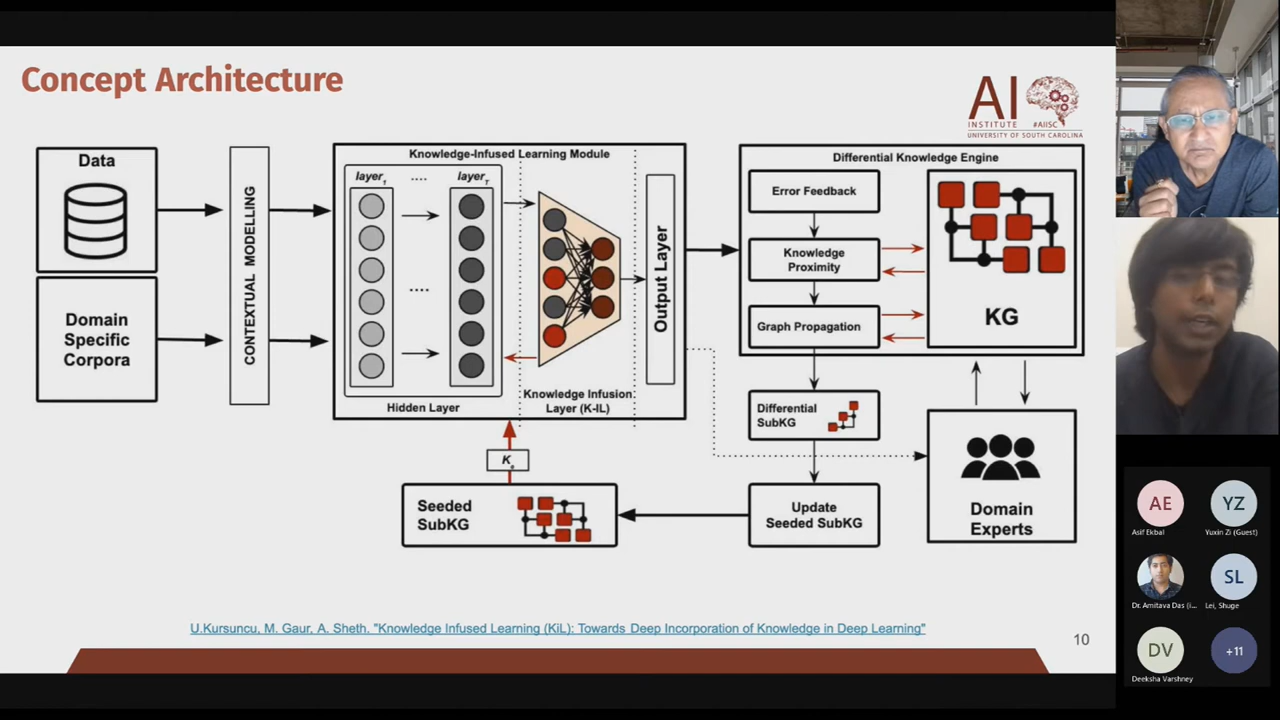 Concept Architecture
AI
INSTITUTE #AIISC
UNIVERSITY OF SOUTH CAROLINA
Data
Domain
Specific
Corpora
CONTEXTUAL MODELLING
Knowledge-Infused Learning Module
layer₁ .... layerT
....
Hidden Layer
Knowledge Infusion
Layer (K-IL)
Output Layer
Differential Knowledge Engine
Error Feedback
Knowledge
Proximity
Graph Propagation
KG
Differential
SubKG
Domain
Experts
Update
Seeded SubKG
Seeded
SubKG
Ke
U.Kursuncu, M. Gaur, A. Sheth. "Knowledge Infused Learning (KiL): Towards Deep Incorporation of Knowledge in Deep Learning"
10
AE
Asif Ekbal
YZ
Yuxin Zi (Guest)
Dr. Amitava Das (i...
SL
Lei, Shuge
DV
Deeksha Varshney
+11